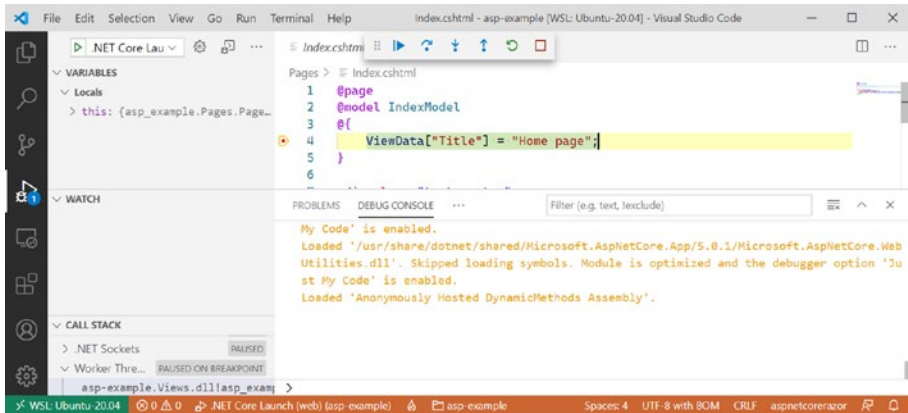 File Edit Selection View Go Run Terminal Help Index.cshtml - asp-example [WSL: Ubuntu-20.04] - Visual Studio Code
.NET Core Lau
Index.cshtm
VARIABLES
Locals
this: {asp_example.Pages.Page…
Pages > Index.cshtml
1 @page
2 @model IndexModel
3 @{
4 ViewData["Title"] = "Home page";
5 }
6
WATCH
PROBLEMS DEBUG CONSOLE ... Filter (e.g. text, !exclude)
My Code' is enabled.
Loaded '/usr/share/dotnet/shared/Microsoft.AspNetCore.App/5.0.1/Microsoft.AspNetCore.Web
Utilities.dll'. Skipped loading symbols. Module is optimized and the debugger option 'Ju
st My Code' is enabled.
Loaded 'Anonymously Hosted DynamicMethods Assembly'.
CALL STACK
.NET Sockets PAUSED
Worker Thre... PAUSED ON BREAKPOINT
asp-example.Views.dll!asp_examp
1
WSL: Ubuntu-20.04 0 0 .NET Core Launch (web) (asp-example) asp-example Spaces: 4 UTF-8 with BOM CRLF aspnetcorerazor